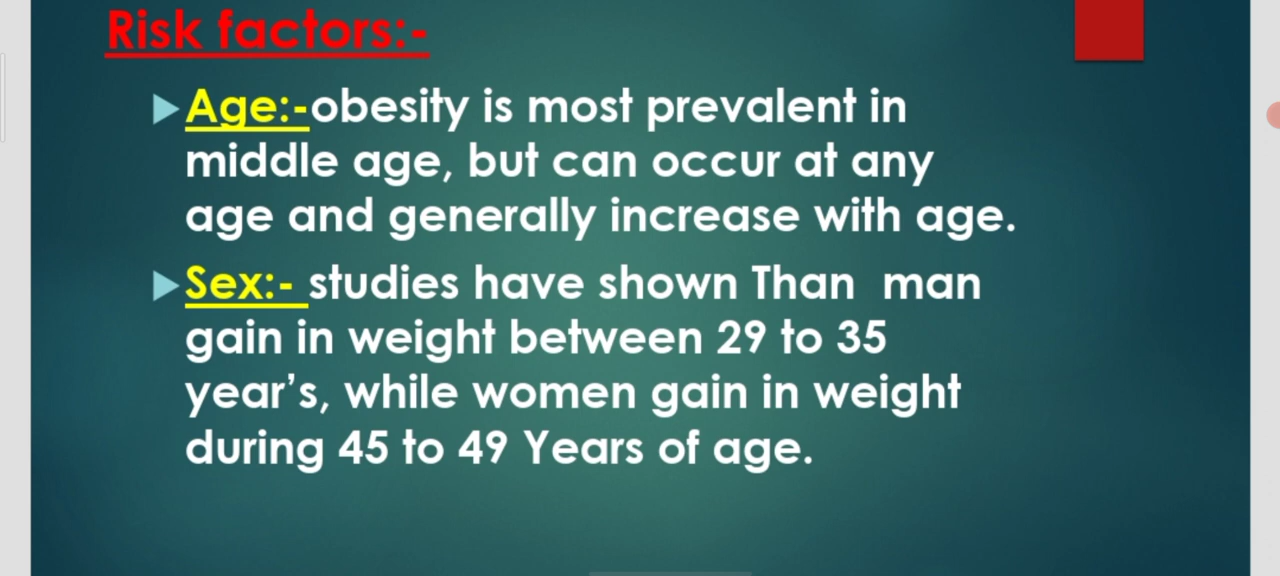 Risk factors:-
Age:-obesity is most prevalent in
middle age, but can occur at any
age and generally increase with age.
Sex:- studies have shown Than  man
gain in weight between 29 to 35
year’s, while women gain in weight
during 45 to 49 Years of age.